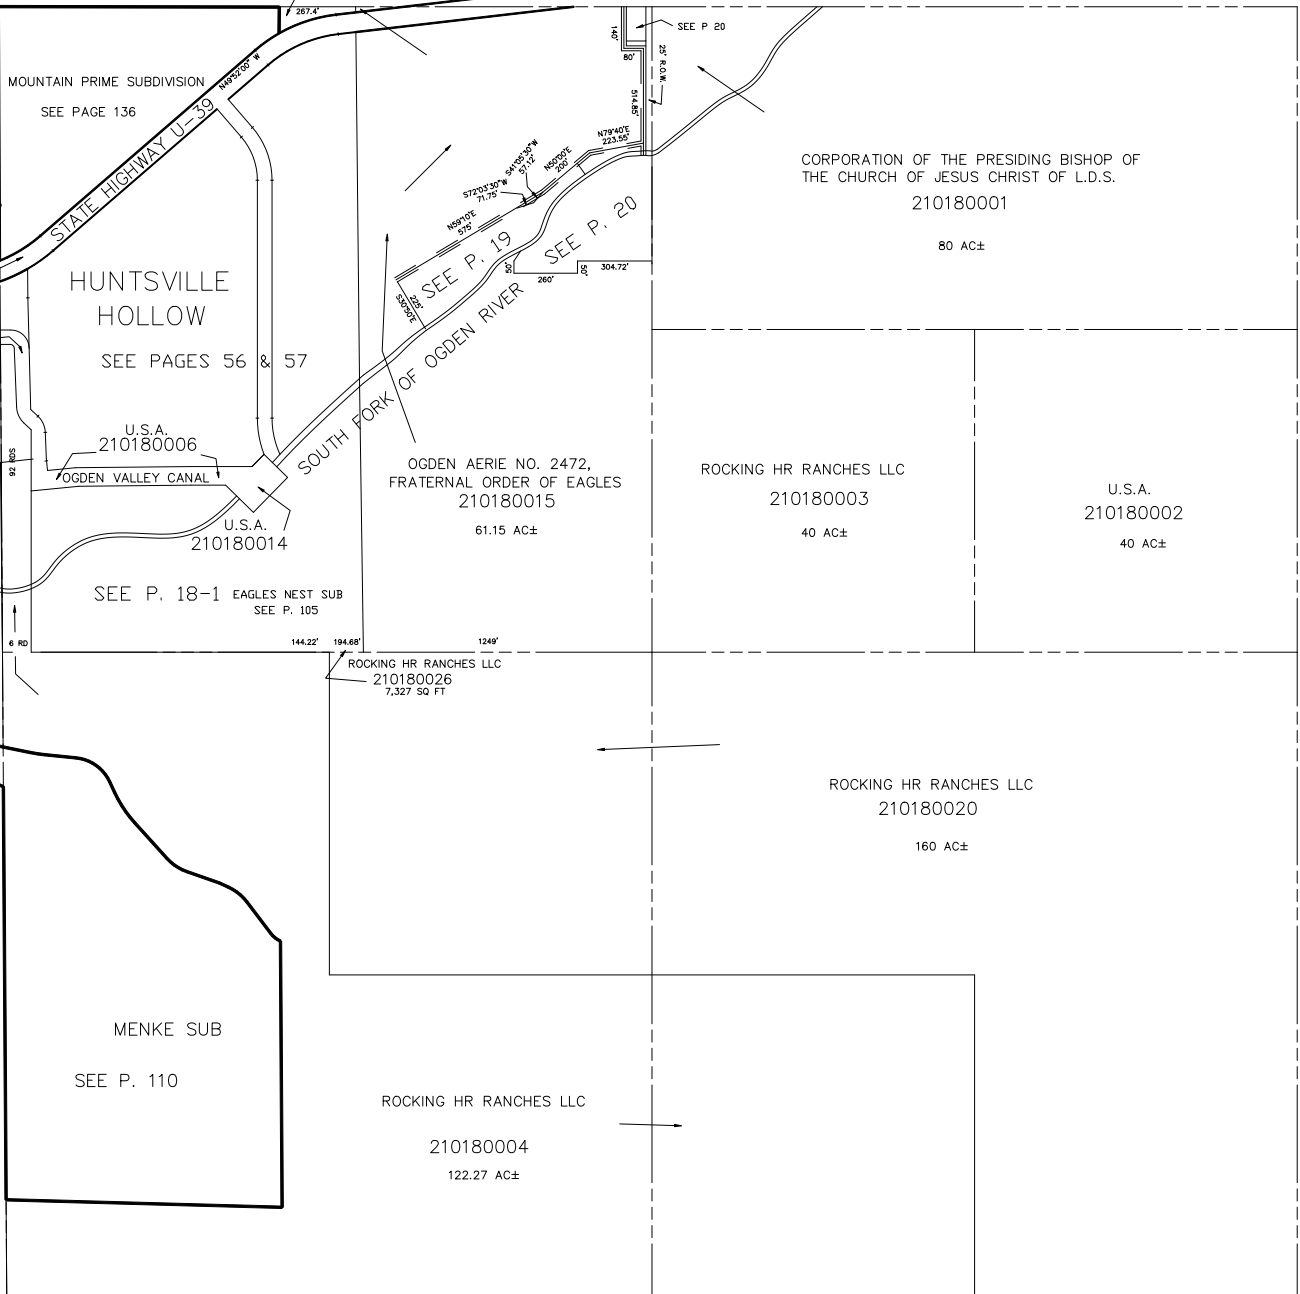 267.4'
MOUNTAIN PRIME SUBDIVISION
SEE PAGE 136
N49°52'00" W
STATE HIGHWAY U-39
140'
SEE P 20
80'
25' R.O.W.
514.85'
N79°40'E
223.55'
N50°00'E
200'
S41°05'30"W
57.12'
S72°03'30"W
71.75'
N59°10'E
575'
SEE P. 19
SEE P. 20
225'
S30°50'E
50'
260'
50'
304.72'
CORPORATION OF THE PRESIDING BISHOP OF
THE CHURCH OF JESUS CHRIST OF L.D.S.
210180001
80 AC±
HUNTSVILLE
HOLLOW
SEE PAGES 56 & 57
SOUTH FORK OF OGDEN RIVER
U.S.A.
210180006
92 RDS
OGDEN VALLEY CANAL
U.S.A.
210180014
OGDEN AERIE NO. 2472,
FRATERNAL ORDER OF EAGLES
210180015
61.15 AC±
ROCKING HR RANCHES LLC
210180003
40 AC±
U.S.A.
210180002
40 AC±
SEE P. 18-1
EAGLES NEST SUB
SEE P. 105
6 RD
144.22'
194.68'
1249'
ROCKING HR RANCHES LLC
210180026
7,327 SQ FT
ROCKING HR RANCHES LLC
210180020
160 AC±
MENKE SUB
SEE P. 110
ROCKING HR RANCHES LLC
210180004
122.27 AC±